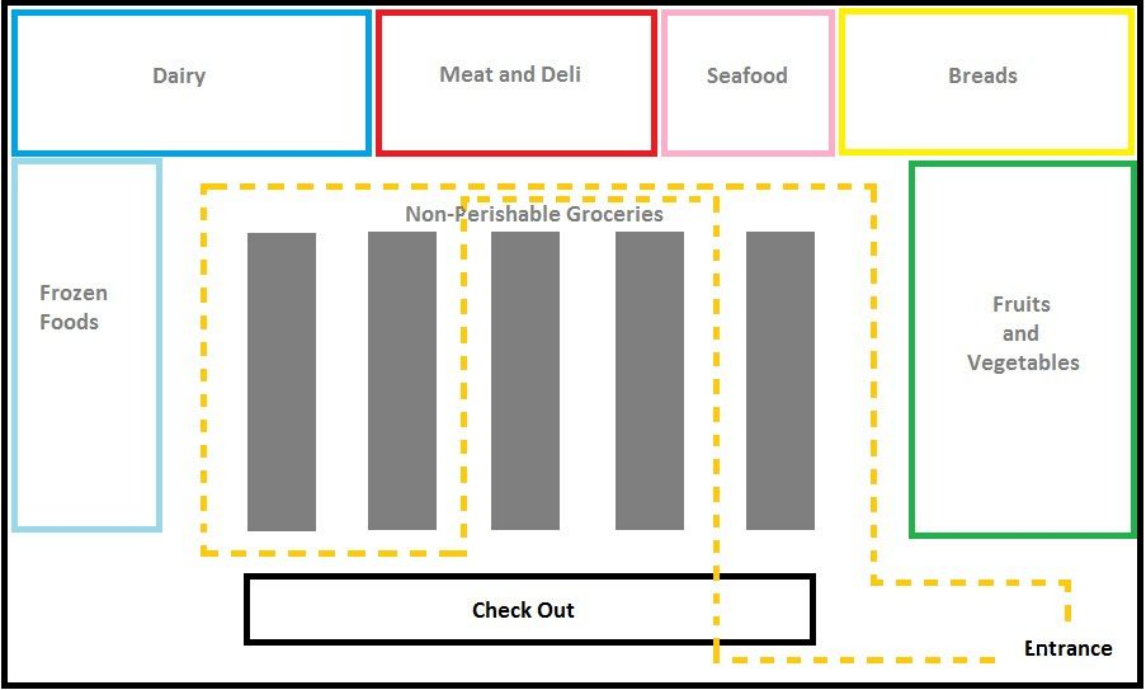 Dairy
Meat and Deli
Seafood
Breads
Non-Perishable Groceries
Frozen
Foods
Fruits
and
Vegetables
Check Out
Entrance